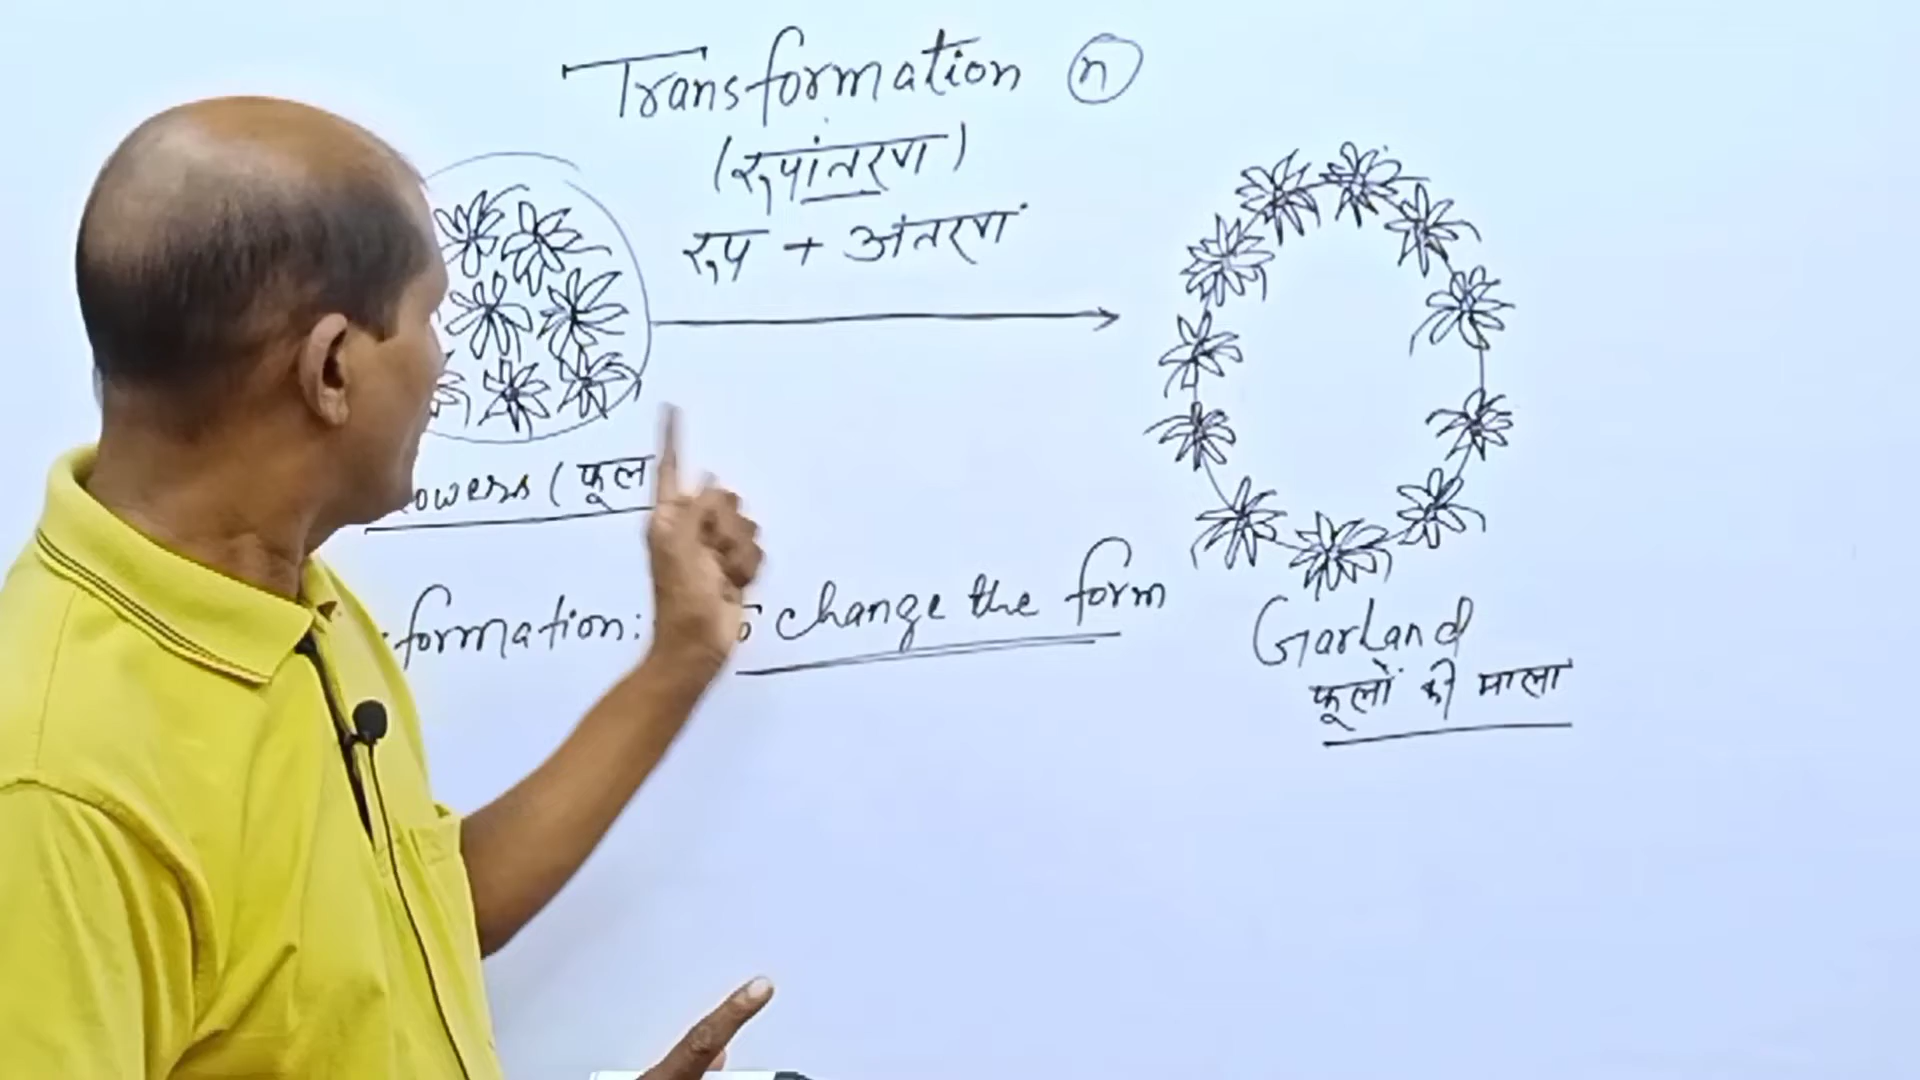 Transformation n
(रूपांतरण)
रूप + अंतरण
owers (फूल
formation: change the form
Garland
फूलों की माला